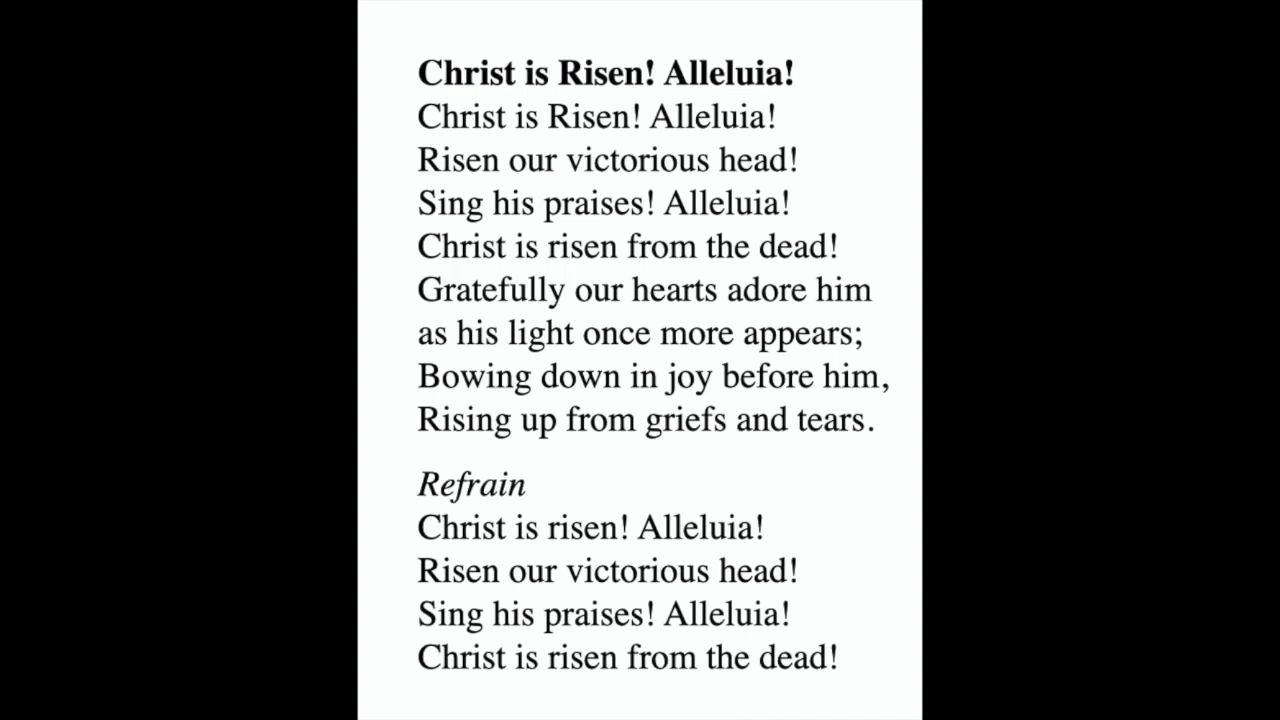 Christ is Risen! Alleluia!
Christ is Risen! Alleluia!
Risen our victorious head!
Sing his praises! Alleluia!
Christ is risen from the dead!
Gratefully our hearts adore him
as his light once more appears;
Bowing down in joy before him,
Rising up from griefs and tears.
Refrain
Christ is risen! Alleluia!
Risen our victorious head!
Sing his praises! Alleluia!
Christ is risen from the dead!